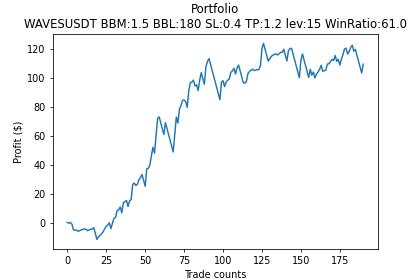 Portfolio
WAVESUSDT BBM:1.5 BBL:180 SL:0.4 TP:1.2 lev:15 WinRatio:61.0
120
100
80
60
40
20
0
Profit ($)
0 25 50 75 100 125 150 175
Trade counts